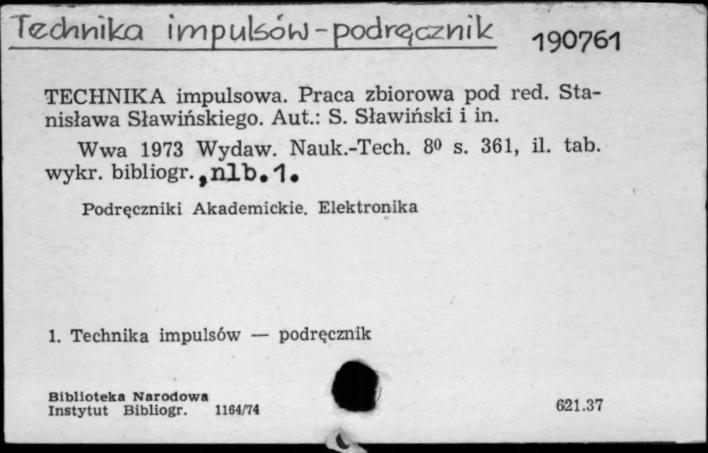 Technika impulsów - podręcznik
190761
TECHNIKA impulsowa. Praca zbiorowa pod red. Sta-
nisława Sławińskiego. Aut.: S. Sławiński i in.
Wwa 1973 Wydaw. Nauk.-Tech. 8⁰ s. 361, il. tab.
wykr. bibliogr.,nlb.1.
Podręczniki Akademickie. Elektronika
1. Technika impulsów — podręcznik
Biblioteka Narodowa
Instytut Bibliogr. 1164/74
621.37